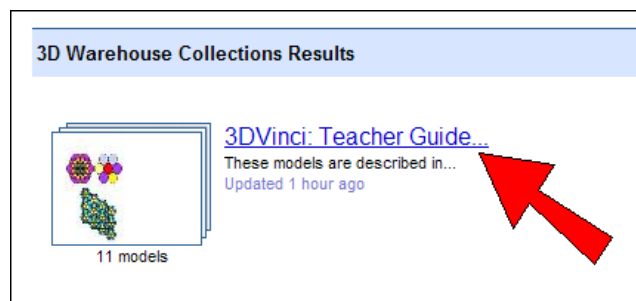 3D Warehouse Collections Results
3DVinci: Teacher Guide...
These models are described in...
Updated 1 hour ago
11 models